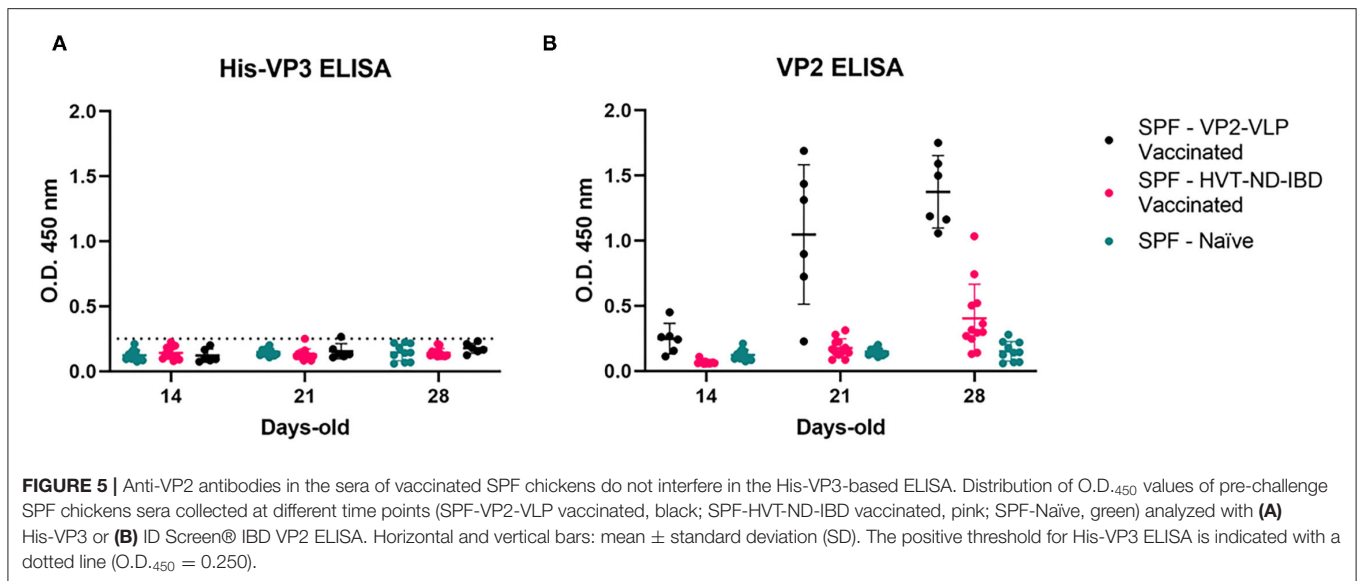 A
His-VP3 ELISA
2.0
1.5
1.0
0.5
0.0
O.D. 450 nm
14 21 28
Days-old
B
VP2 ELISA
2.0
1.5
1.0
0.5
0.0
O.D. 450 nm
14 21 28
Days-old
SPF - VP2-VLP
Vaccinated
SPF - HVT-ND-IBD
Vaccinated
SPF - Naïve
FIGURE 5 | Anti-VP2 antibodies in the sera of vaccinated SPF chickens do not interfere in the His-VP3-based ELISA. Distribution of O.D.450 values of pre-challenge
SPF chickens sera collected at different time points (SPF-VP2-VLP vaccinated, black; SPF-HVT-ND-IBD vaccinated, pink; SPF-Naïve, green) analyzed with (A)
His-VP3 or (B) ID Screen® IBD VP2 ELISA. Horizontal and vertical bars: mean ± standard deviation (SD). The positive threshold for His-VP3 ELISA is indicated with a
dotted line (O.D.450 = 0.250).